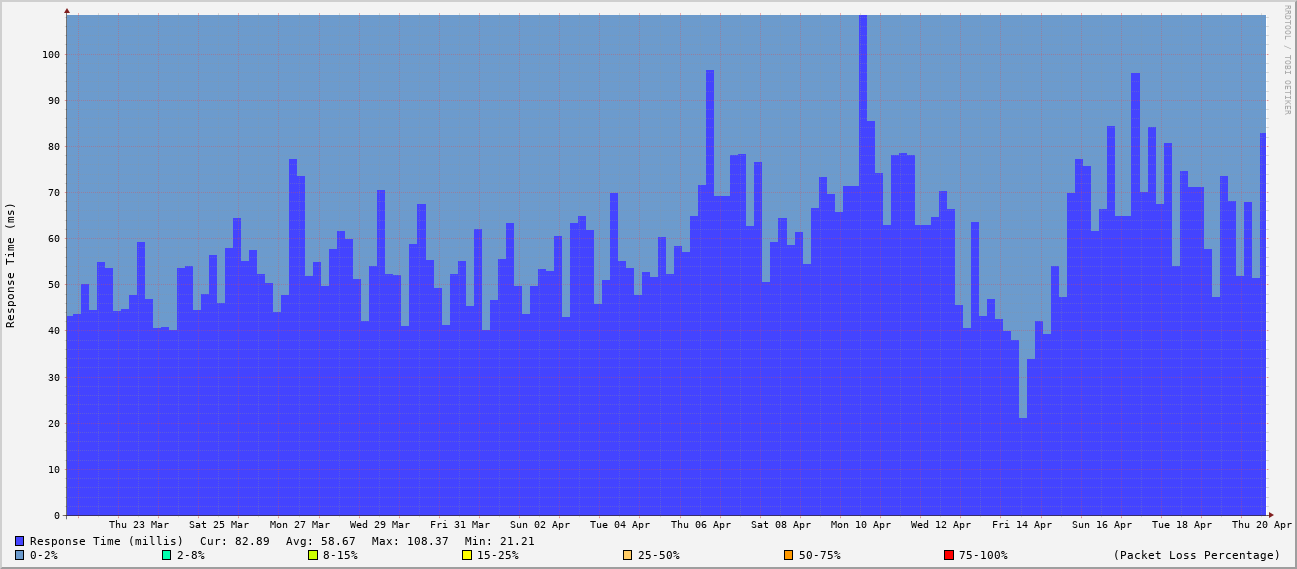 RRDTOOL / TOBI OETIKER
Response Time (ms)
100
90
80
70
60
50
40
30
20
10
0
Thu 23 Mar Sat 25 Mar Mon 27 Mar Wed 29 Mar Fri 31 Mar Sun 02 Apr Tue 04 Apr Thu 06 Apr Sat 08 Apr Mon 10 Apr Wed 12 Apr Fri 14 Apr Sun 16 Apr Tue 18 Apr Thu 20 Apr
Response Time (millis) Cur: 82.89 Avg: 58.67 Max: 108.37 Min: 21.21
0-2% 2-8% 8-15% 15-25% 25-50% 50-75% 75-100% (Packet Loss Percentage)